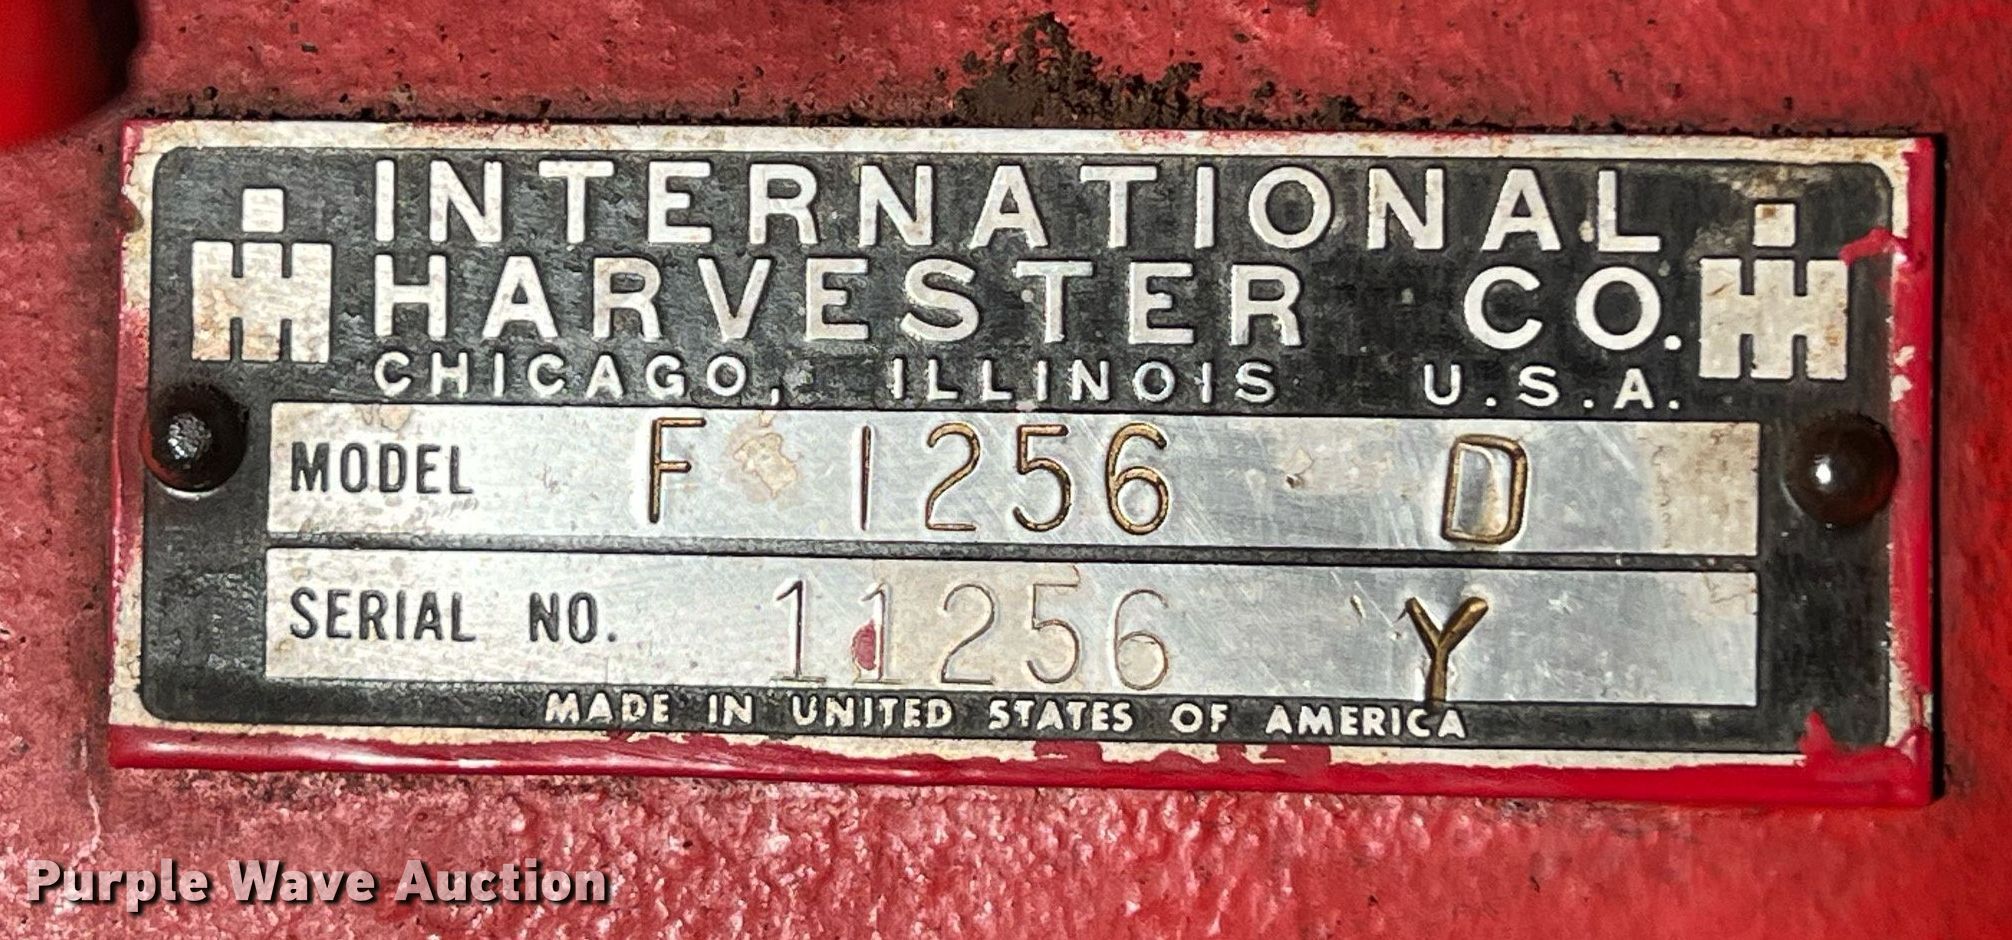 INTERNATIONAL
HARVESTER CO.
CHICAGO, ILLINOIS U.S.A.
MODEL F 1256 D
SERIAL NO. 11256 Y
MADE IN UNITED STATES OF AMERICA
Purple Wave Auction